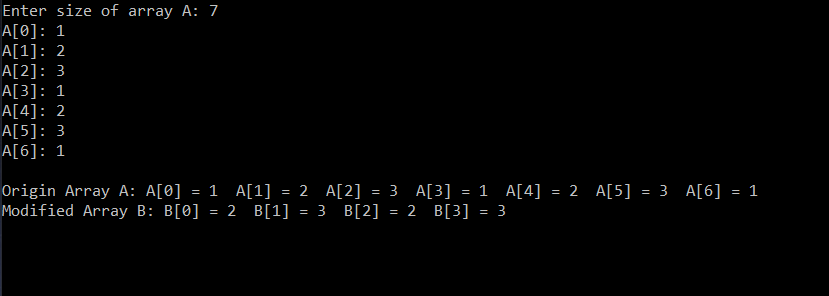 Enter size of array A: 7
A[0]: 1
A[1]: 2
A[2]: 3
A[3]: 1
A[4]: 2
A[5]: 3
A[6]: 1
Origin Array A: A[0] = 1  A[1] = 2  A[2] = 3  A[3] = 1  A[4] = 2  A[5] = 3  A[6] = 1
Modified Array B: B[0] = 2  B[1] = 3  B[2] = 2  B[3] = 3